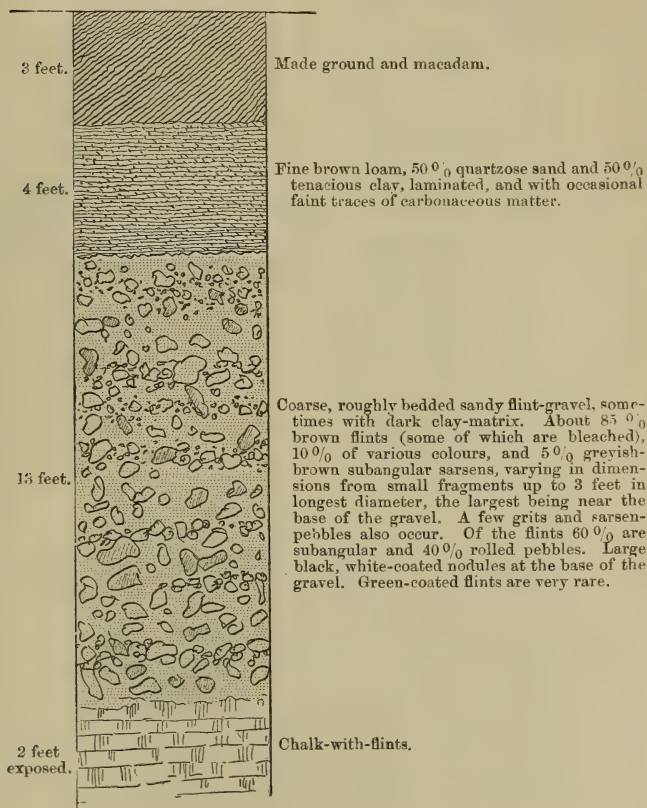 3 feet.
Made ground and macadam.
4 feet.
Fine brown loam, 50 % quartzose sand and 50 %
tenacious clay, laminated, and with occasional
faint traces of carbonaceous matter.
13 feet.
Coarse, roughly bedded sandy flint-gravel, some-
times with dark clay-matrix. About 85 %
brown flints (some of which are bleached),
10 % of various colours, and 5 % greyish-
brown subangular sarsens, varying in dimen-
sions from small fragments up to 3 feet in
longest diameter, the largest being near the
base of the gravel. A few grits and sarsen-
pebbles also occur. Of the flints 60 % are
subangular and 40 % rolled pebbles. Large
black, white-coated nodules at the base of the
gravel. Green-coated flints are very rare.
2 feet
exposed.
Chalk-with-flints.